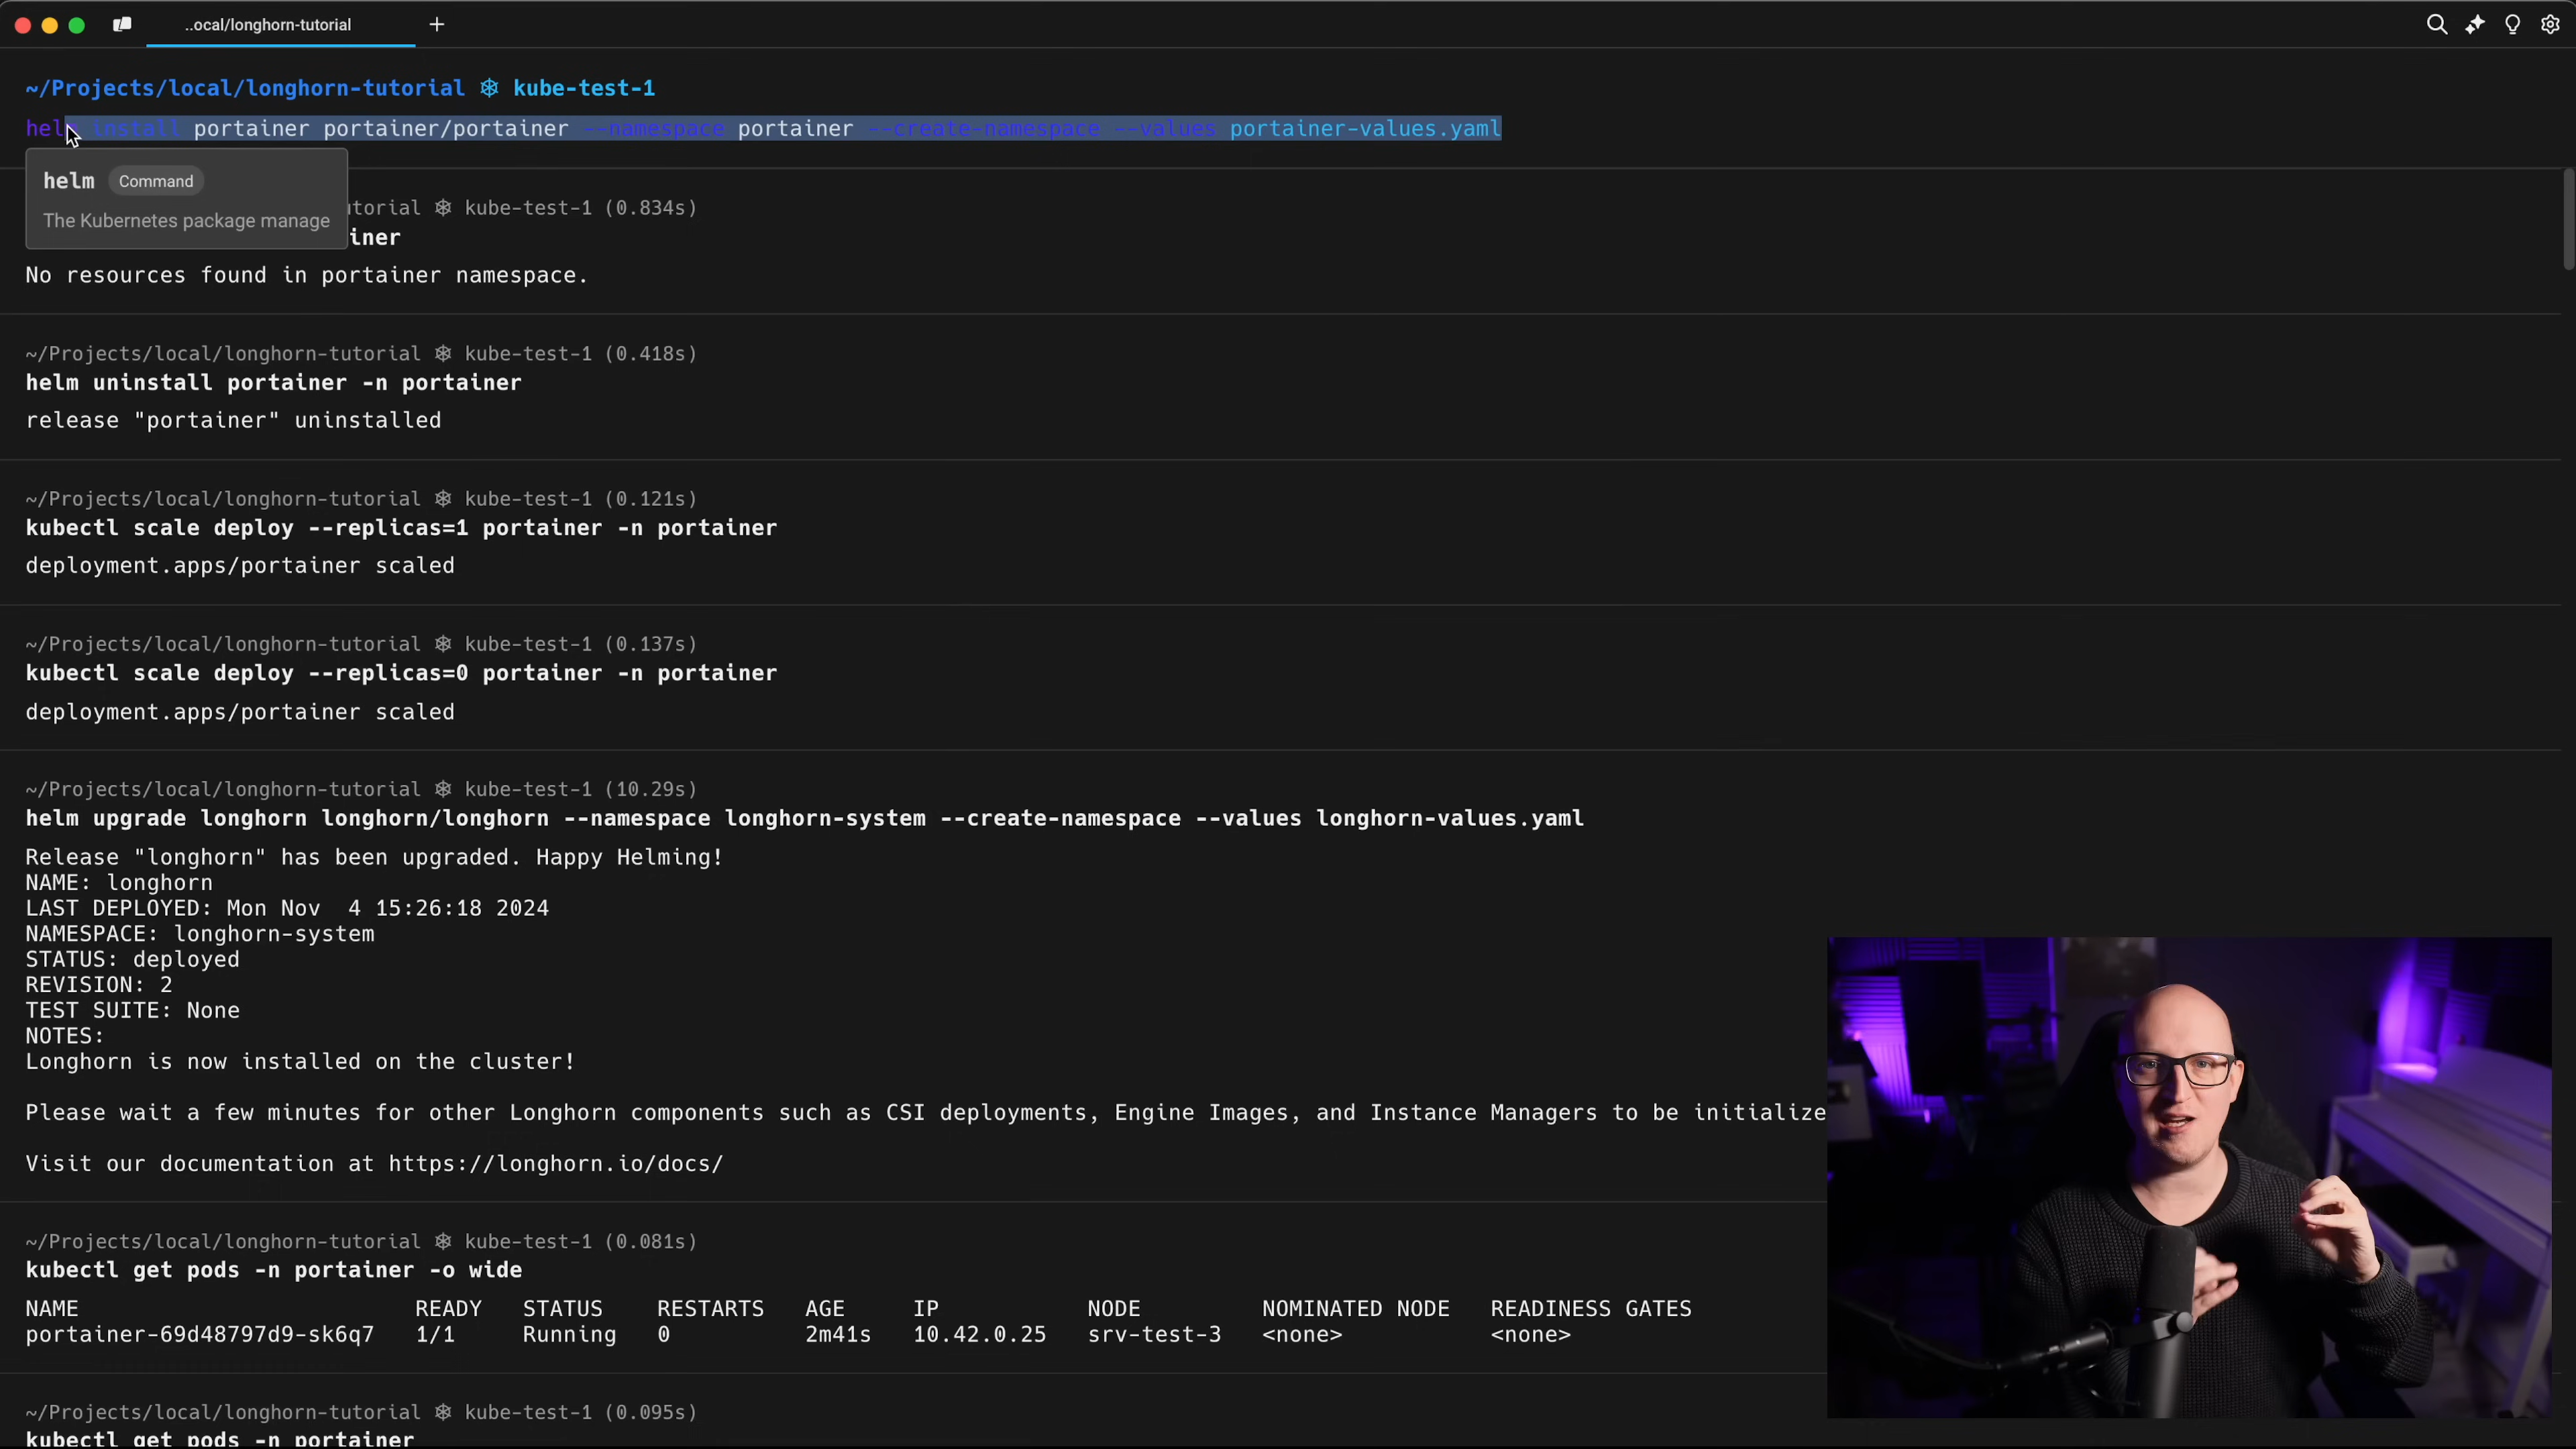 ..ocal/longhorn-tutorial
~/Projects/local/longhorn-tutorial ⎈ kube-test-1
helm install portainer portainer/portainer --namespace portainer --create-namespace --values portainer-values.yaml
helm Command
The Kubernetes package manage
utorial ⎈ kube-test-1 (0.834s)
iner
No resources found in portainer namespace.
~/Projects/local/longhorn-tutorial ⎈ kube-test-1 (0.418s)
helm uninstall portainer -n portainer
release "portainer" uninstalled
~/Projects/local/longhorn-tutorial ⎈ kube-test-1 (0.121s)
kubectl scale deploy --replicas=1 portainer -n portainer
deployment.apps/portainer scaled
~/Projects/local/longhorn-tutorial ⎈ kube-test-1 (0.137s)
kubectl scale deploy --replicas=0 portainer -n portainer
deployment.apps/portainer scaled
~/Projects/local/longhorn-tutorial ⎈ kube-test-1 (10.29s)
helm upgrade longhorn longhorn/longhorn --namespace longhorn-system --create-namespace --values longhorn-values.yaml
Release "longhorn" has been upgraded. Happy Helming!
NAME: longhorn
LAST DEPLOYED: Mon Nov  4 15:26:18 2024
NAMESPACE: longhorn-system
STATUS: deployed
REVISION: 2
TEST SUITE: None
NOTES:
Longhorn is now installed on the cluster!
Please wait a few minutes for other Longhorn components such as CSI deployments, Engine Images, and Instance Managers to be initialize
Visit our documentation at https://longhorn.io/docs/
~/Projects/local/longhorn-tutorial ⎈ kube-test-1 (0.081s)
kubectl get pods -n portainer -o wide
NAME READY STATUS RESTARTS AGE IP NODE NOMINATED NODE READINESS GATES
portainer-69d48797d9-sk6q7 1/1 Running 0 2m41s 10.42.0.25 srv-test-3 <none> <none>
~/Projects/local/longhorn-tutorial ⎈ kube-test-1 (0.095s)
kubectl get pods -n portainer